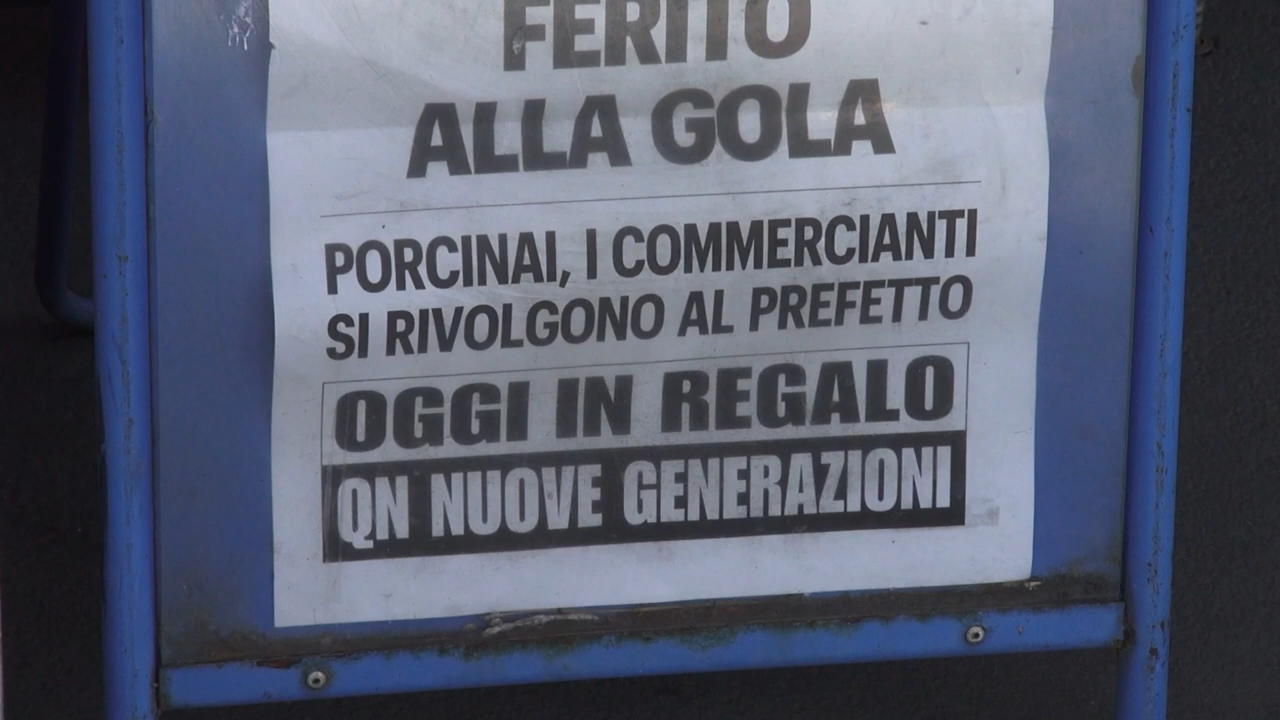 FERITO
ALLA GOLA
PORCINAI, I COMMERCIANTI
SI RIVOLGONO AL PREFETTO
OGGI IN REGALO
QN NUOVE GENERAZIONI